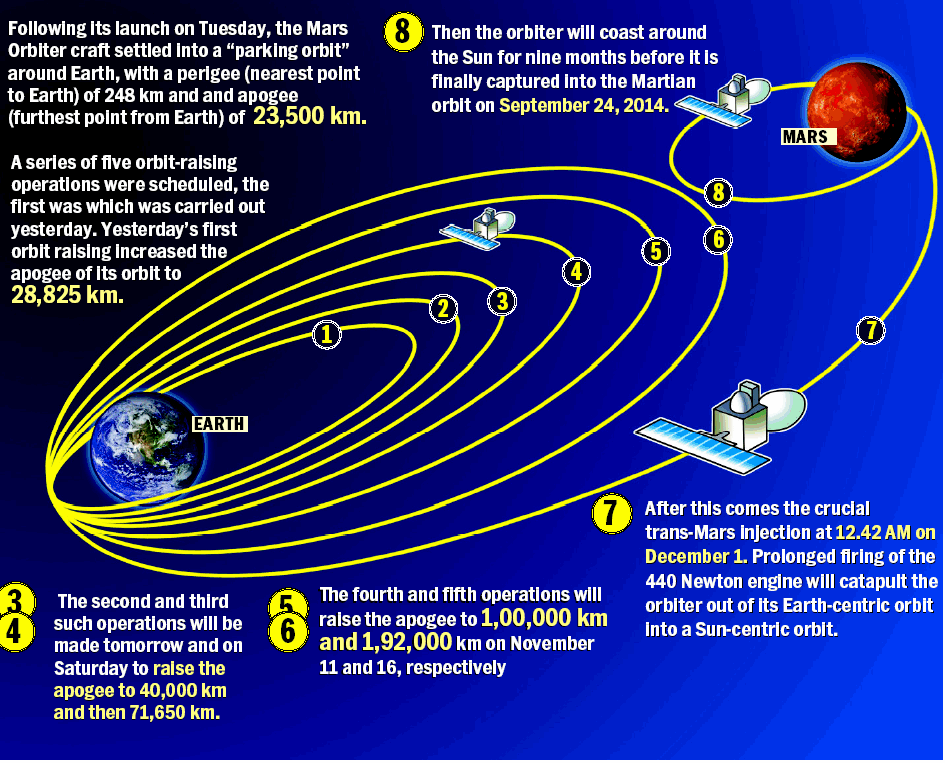 Following its launch on Tuesday, the Mars
Orbiter craft settled into a “parking orbit”
around Earth, with a perigee (nearest point
to Earth) of 248 km and and apogee
(furthest point from Earth) of 23,500 km.
A series of five orbit-raising
operations were scheduled, the
first was which was carried out
yesterday. Yesterday’s first
orbit raising increased the
apogee of its orbit to
28,825 km.
8
Then the orbiter will coast around
the Sun for nine months before it is
finally captured into the Martian
orbit on September 24, 2014.
MARS
8
6
5
4
3
2
1
7
EARTH
7
After this comes the crucial
trans-Mars injection at 12.42 AM on
December 1. Prolonged firing of the
440 Newton engine will catapult the
orbiter out of its Earth-centric orbit
into a Sun-centric orbit.
3
4
The second and third
such operations will be
made tomorrow and on
Saturday to raise the
apogee to 40,000 km
and then 71,650 km.
5
6
The fourth and fifth operations will
raise the apogee to 1,00,000 km
and 1,92,000 km on November
11 and 16, respectively